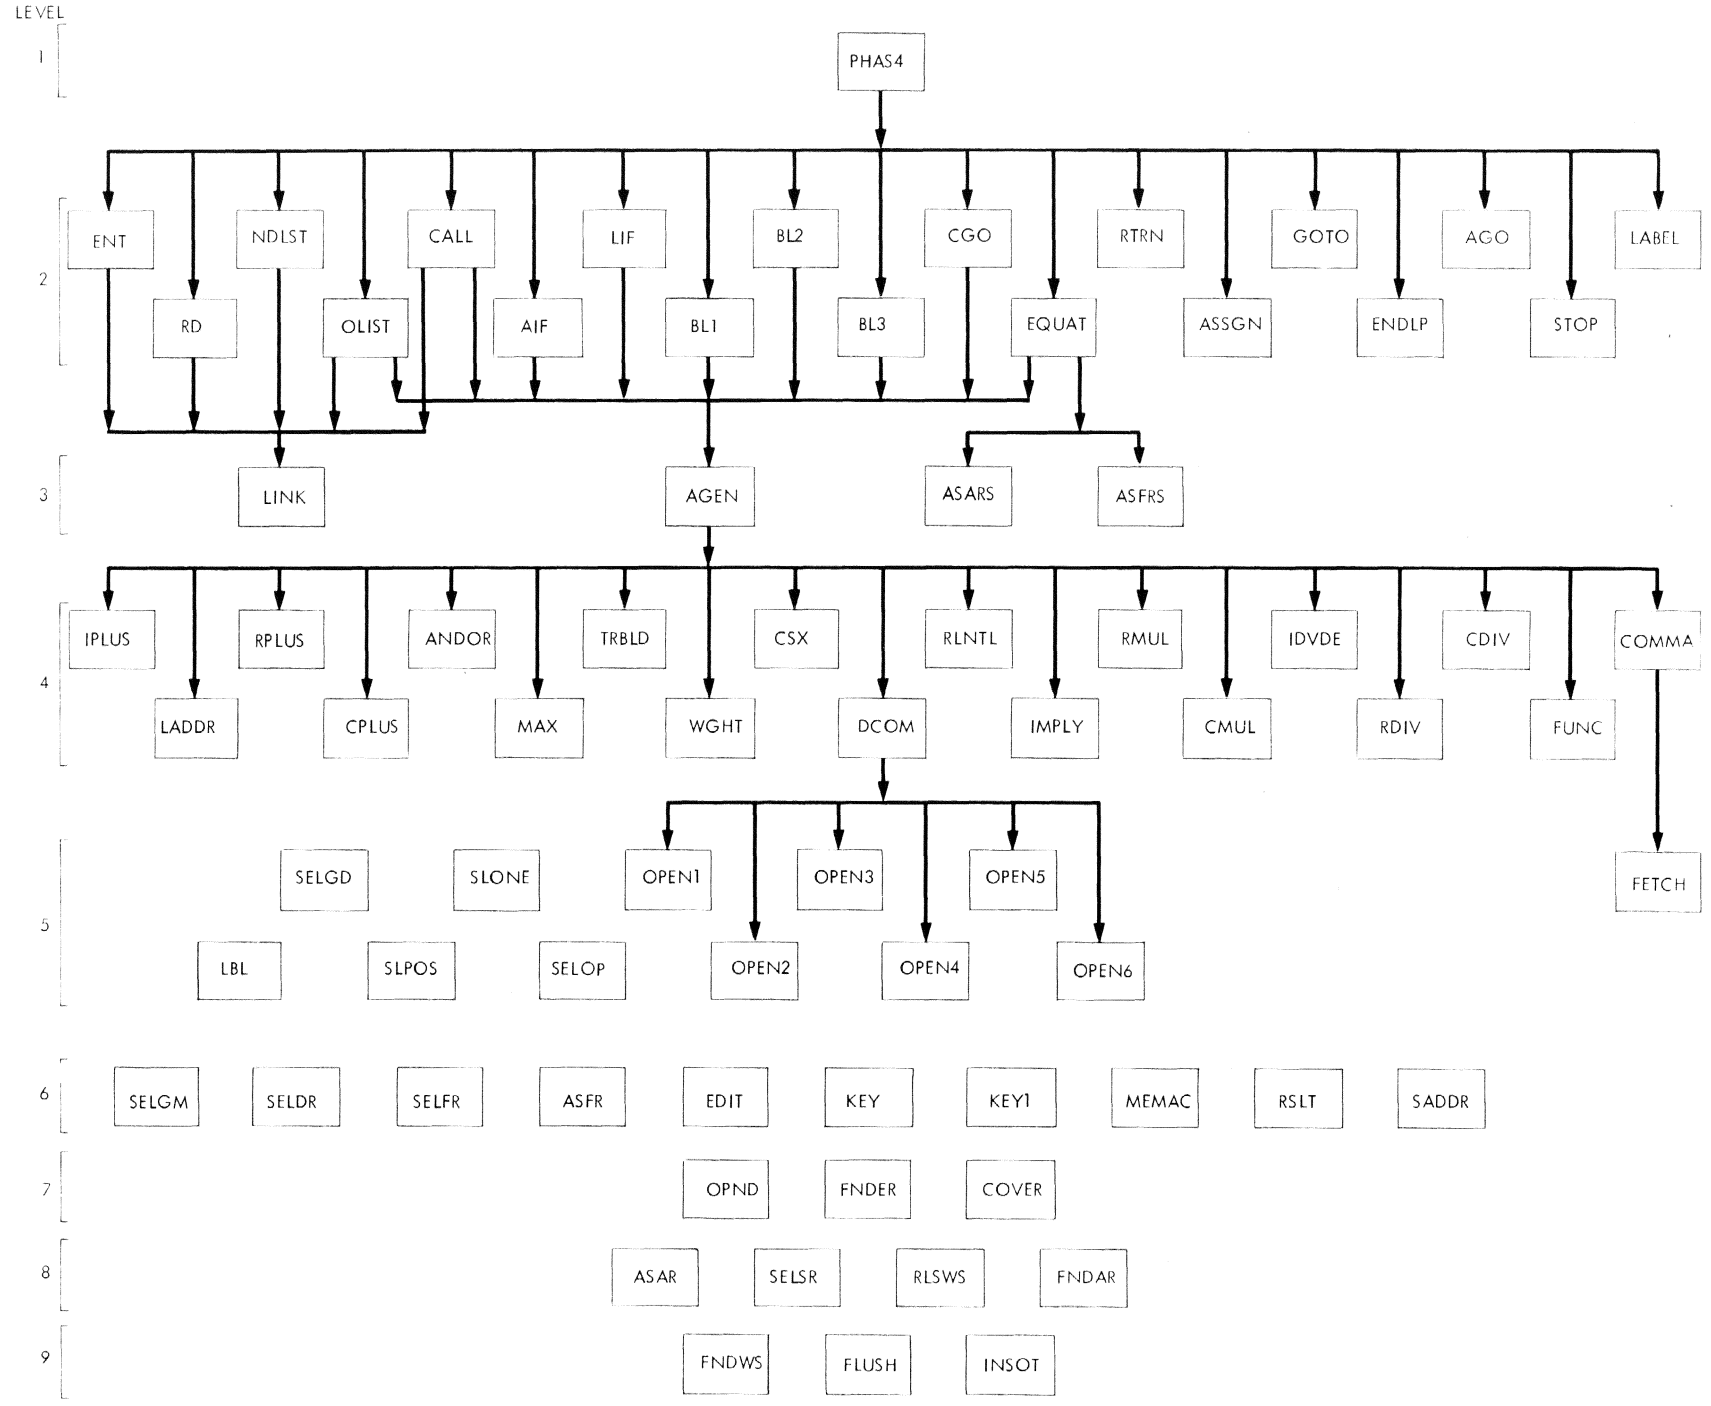 LEVEL
1
PHAS4
ENT NDLST CALL LIF BL2 CGO RTRN GOTO AGO LABEL
2
RD OLIST AIF BL1 BL3 EQUAT ASSGN ENDLP STOP
3 LINK AGEN ASARS ASFRS
IPLUS RPLUS ANDOR TRBLD CSX RLNTL RMUL IDVDE CDIV COMMA
4
LADDR CPLUS MAX WGHT DCOM IMPLY CMUL RDIV FUNC
SELGD SLONE OPEN1 OPEN3 OPEN5 FETCH
5
LBL SLPOS SELOP OPEN2 OPEN4 OPEN6
6 SELGM SELDR SELFR ASFR EDIT KEY KEY1 MEMAC RSLT SADDR
7 OPND FNDER COVER
8 ASAR SELSR RLSWS FNDAR
9 FNDWS FLUSH INSOT